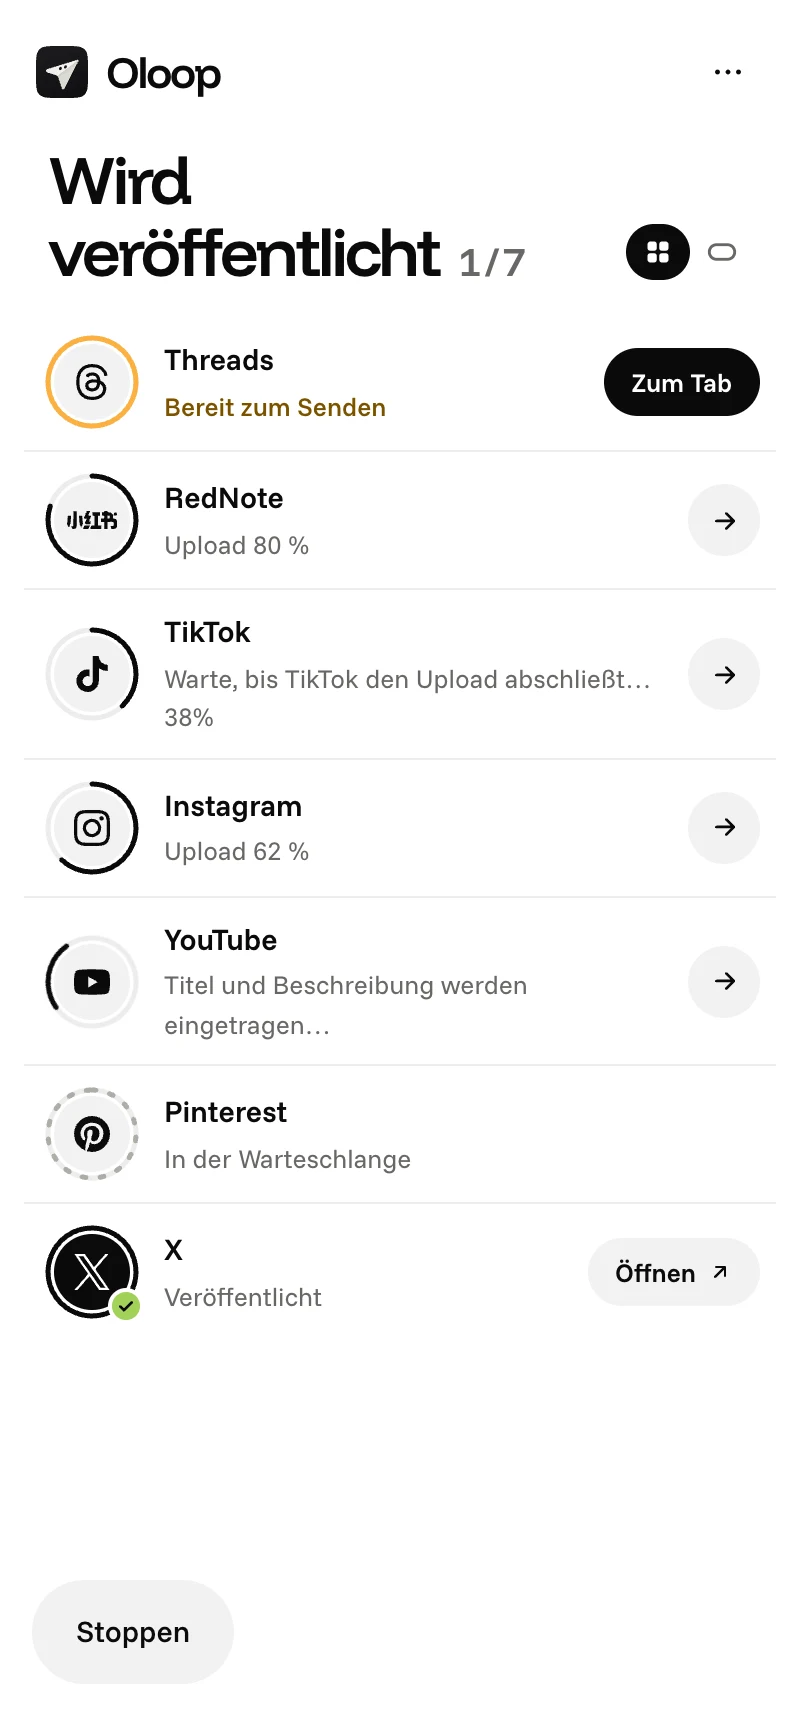 Oloop
Wird
veröffentlicht 1/7
Threads
Bereit zum Senden
Zum Tab
小红书
RedNote
Upload 80 %
TikTok
Warte, bis TikTok den Upload abschließt…
38%
Instagram
Upload 62 %
YouTube
Titel und Beschreibung werden
eingetragen…
Pinterest
In der Warteschlange
X
Veröffentlicht
Öffnen
Stoppen